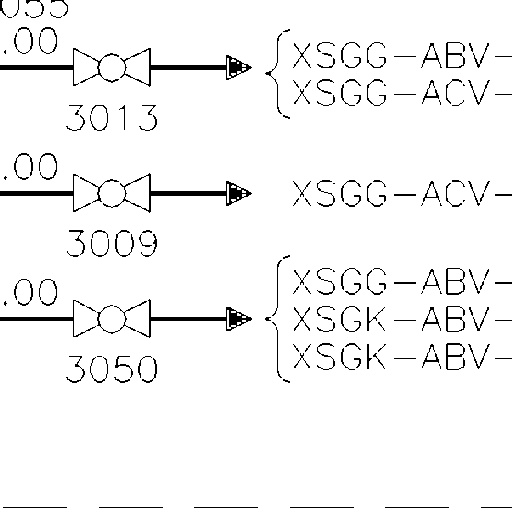 .00
XSGG-ABV-
XSGG-ACV-
3013
.00
XSGG-ACV-
3009
.00
XSGG-ABV-
XSGK-ABV-
XSGK-ABV-
3050